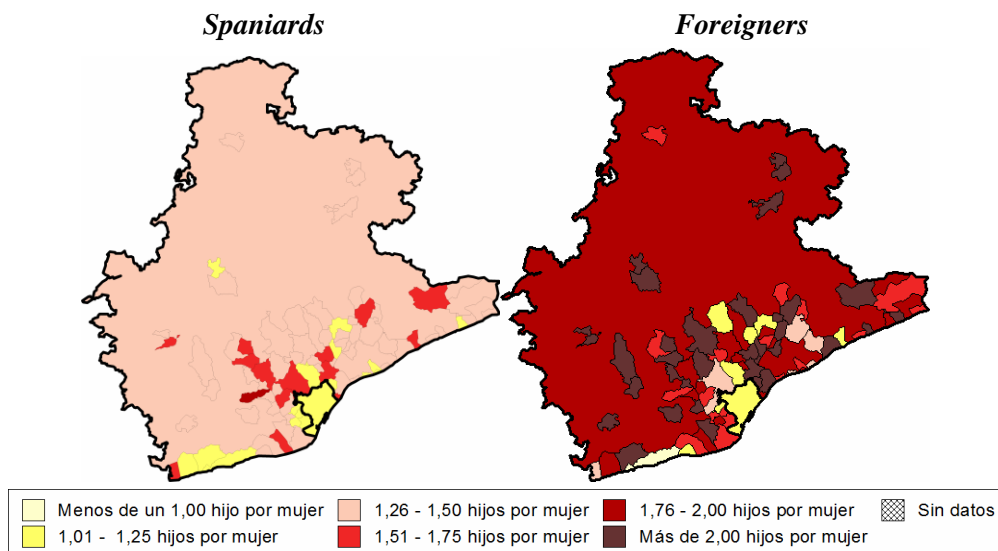 Spaniards
Foreigners
Menos de un 1,00 hijo por mujer
1,26 - 1,50 hijos por mujer
1,76 - 2,00 hijos por mujer
Sin datos
1,01 - 1,25 hijos por mujer
1,51 - 1,75 hijos por mujer
Más de 2,00 hijos por mujer